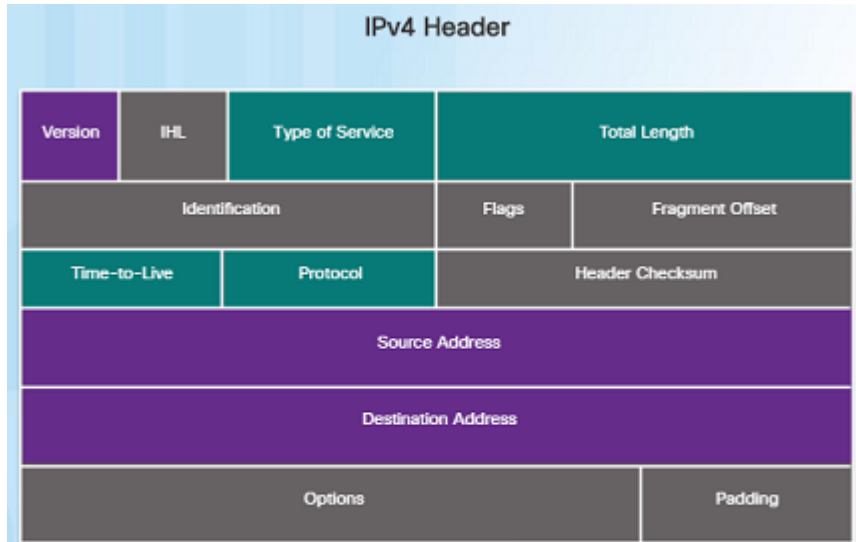 IPv4 Header
Version IHL Type of Service Total Length
Identification Flags Fragment Offset
Time-to-Live Protocol Header Checksum
Source Address
Destination Address
Options Padding